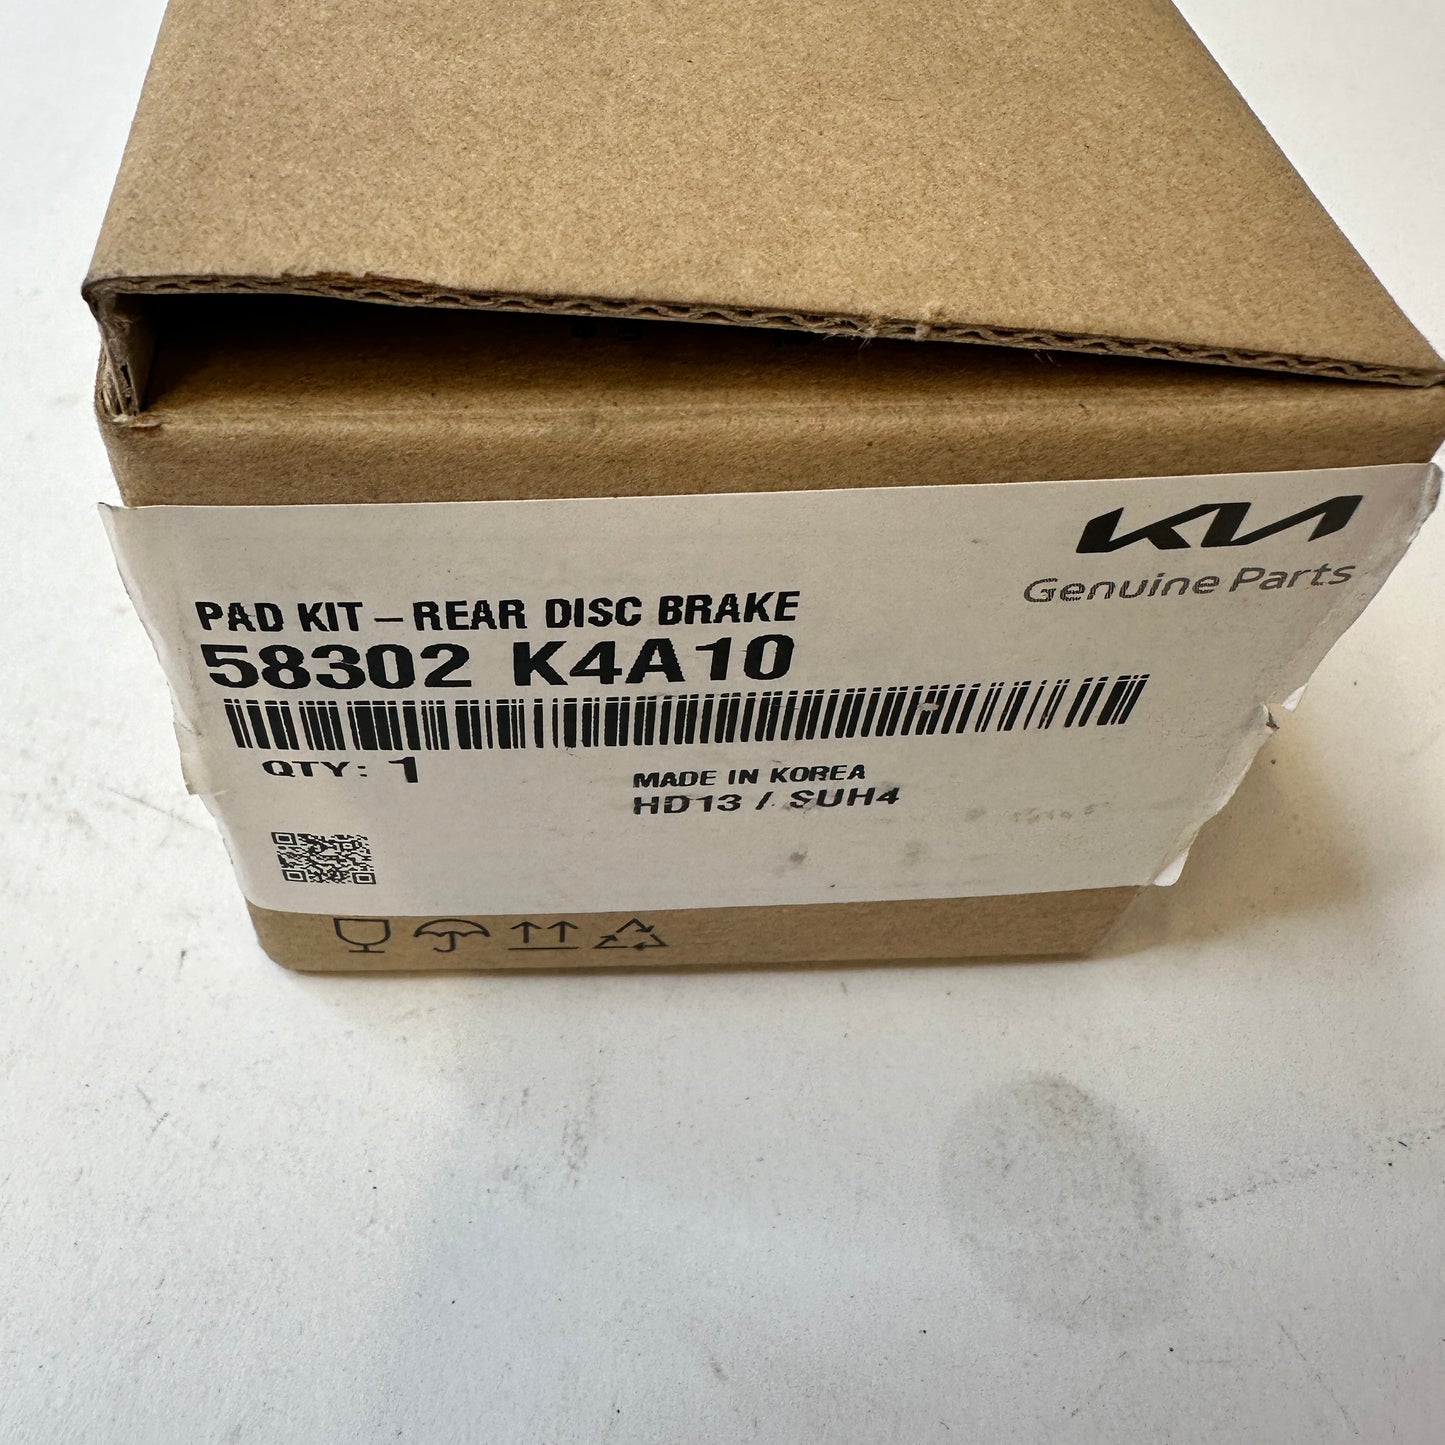 KIA
Genuine Parts
PAD KIT – REAR DISC BRAKE
58302 K4A10
QTY: 1
MADE IN KOREA
HD13 / SUH4